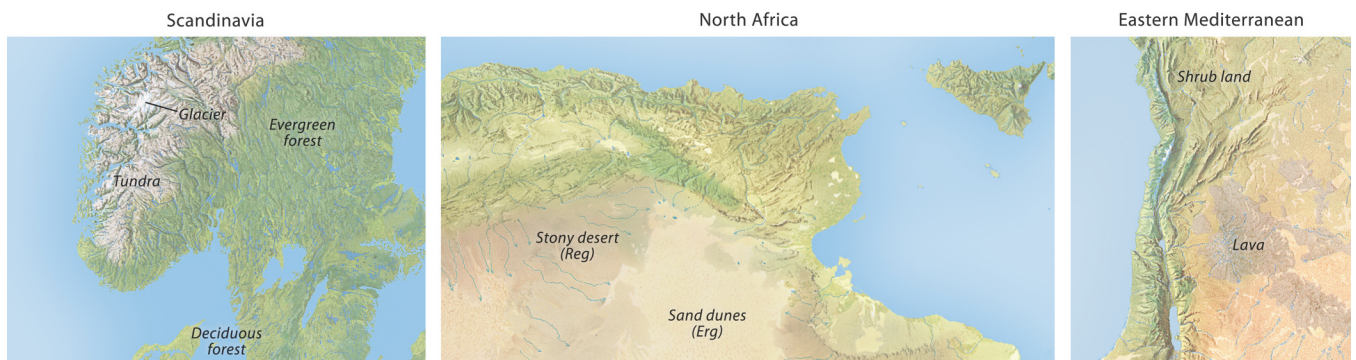 Scandinavia
Glacier
Evergreen
forest
Tundra
Deciduous
forest
North Africa
Stony desert
(Reg)
Sand dunes
(Erg)
Eastern Mediterranean
Shrub land
Lava